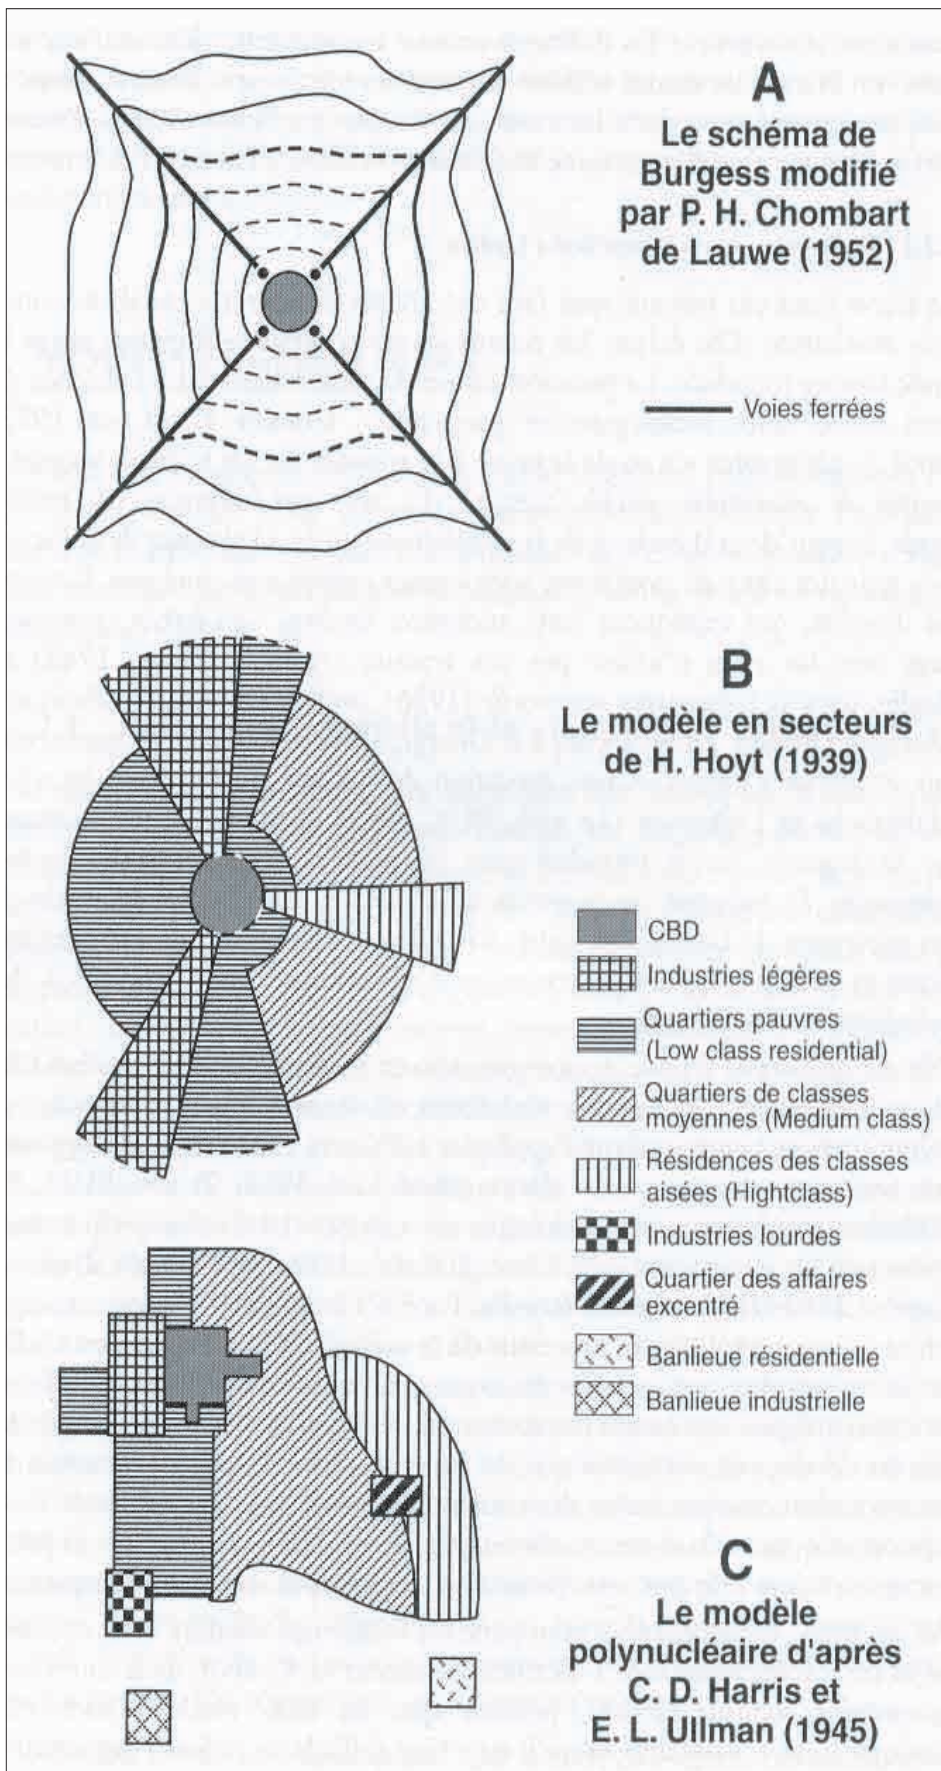 A
Le schéma de
Burgess modifié
par P. H. Chombart
de Lauwe (1952)
Voies ferrées
B
Le modèle en secteurs
de H. Hoyt (1939)
CBD
Industries légères
Quartiers pauvres
(Low class residential)
Quartiers de classes
moyennes (Medium class)
Résidences des classes
aisées (Hightclass)
Industries lourdes
Quartier des affaires
excentré
Banlieue résidentielle
Banlieue industrielle
C
Le modèle
polynucléaire d'après
C. D. Harris et
E. L. Ullman (1945)